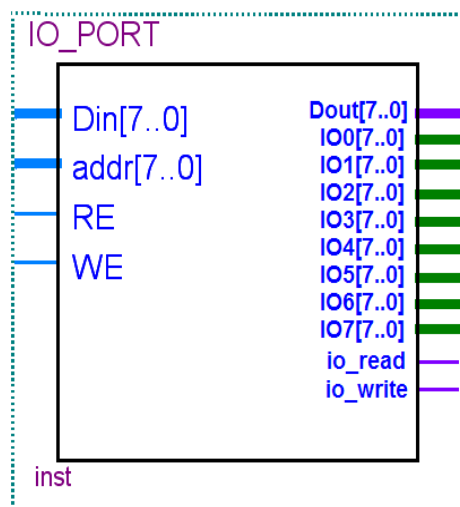 IO_PORT
Din[7..0]
addr[7..0]
RE
WE
Dout[7..0]
IO0[7..0]
IO1[7..0]
IO2[7..0]
IO3[7..0]
IO4[7..0]
IO5[7..0]
IO6[7..0]
IO7[7..0]
io_read
io_write
inst